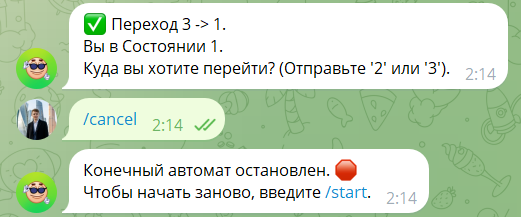 ✅ Переход 3 -> 1.
Вы в Состоянии 1.
Куда вы хотите перейти? (Отправьте '2' или '3').
2:14
/cancel
2:14
Конечный автомат остановлен. 🛑
Чтобы начать заново, введите /start.
2:14